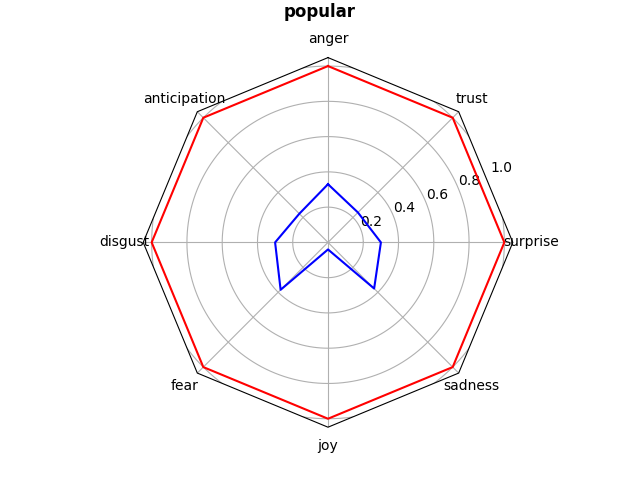 popular
anger
anticipation
trust
1.0
0.8
0.6
0.4
0.2
disgust
surprise
fear
sadness
joy